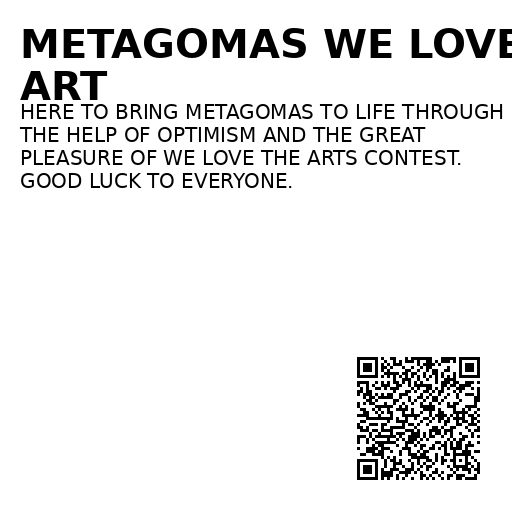 METAGOMAS WE LOVE
ART
HERE TO BRING METAGOMAS TO LIFE THROUGH
THE HELP OF OPTIMISM AND THE GREAT
PLEASURE OF WE LOVE THE ARTS CONTEST.
GOOD LUCK TO EVERYONE.